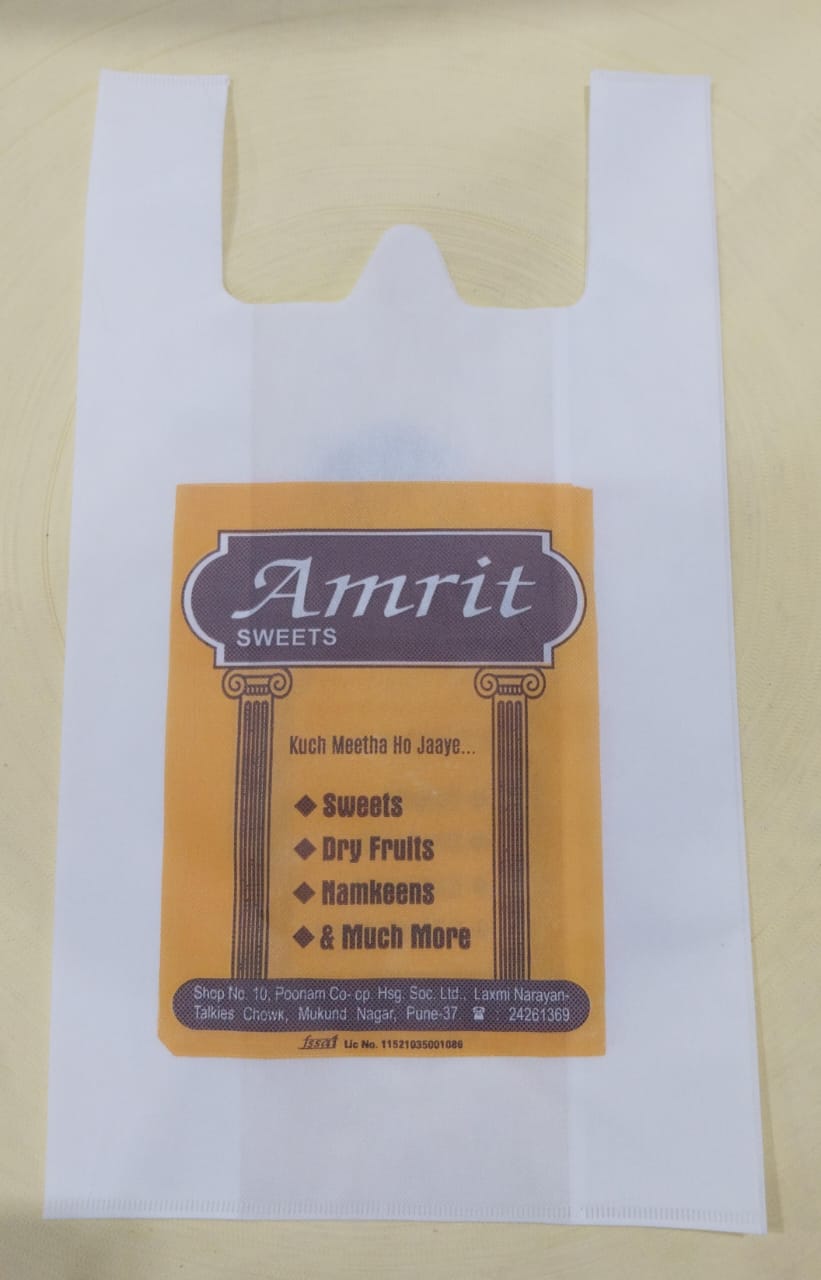 Amrit
SWEETS
Kuch Meetha Ho Jaaye...
Sweets
Dry Fruits
Namkeens
& Much More
Shop No. 10, Poonam Co-op. Hsg. Soc. Ltd., Laxmi Narayan-
Talkies Chowk, Mukund Nagar, Pune-37 ☎ : 24261369
fssai Lic No. 11521035001086